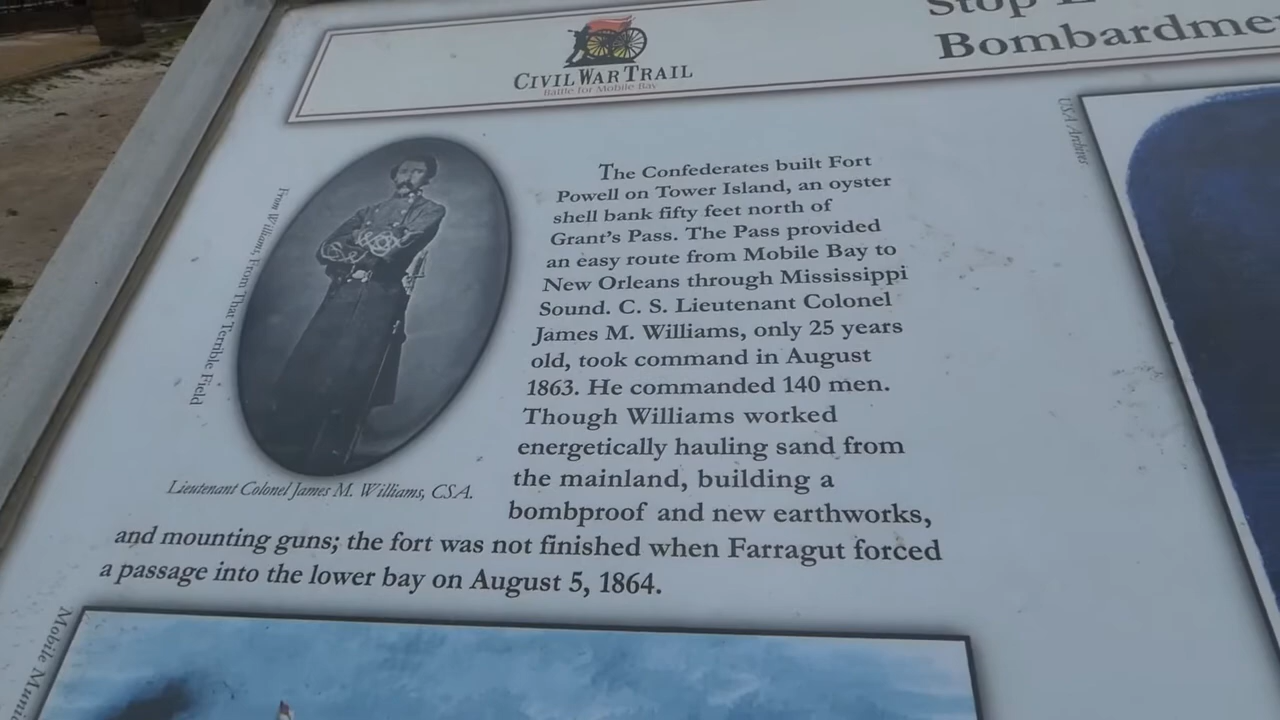 Stop
Bombardme
CIVIL WAR TRAIL
Battle for Mobile Bay
USA Archives
From Williams, From That Terrible Field
The Confederates built Fort
Powell on Tower Island, an oyster
shell bank fifty feet north of
Grant's Pass. The Pass provided
an easy route from Mobile Bay to
New Orleans through Mississippi
Sound. C. S. Lieutenant Colonel
James M. Williams, only 25 years
old, took command in August
1863. He commanded 140 men.
Though Williams worked
energetically hauling sand from
the mainland, building a
bombproof and new earthworks,
and mounting guns; the fort was not finished when Farragut forced
a passage into the lower bay on August 5, 1864.
Lieutenant Colonel James M. Williams, CSA.
Mobile